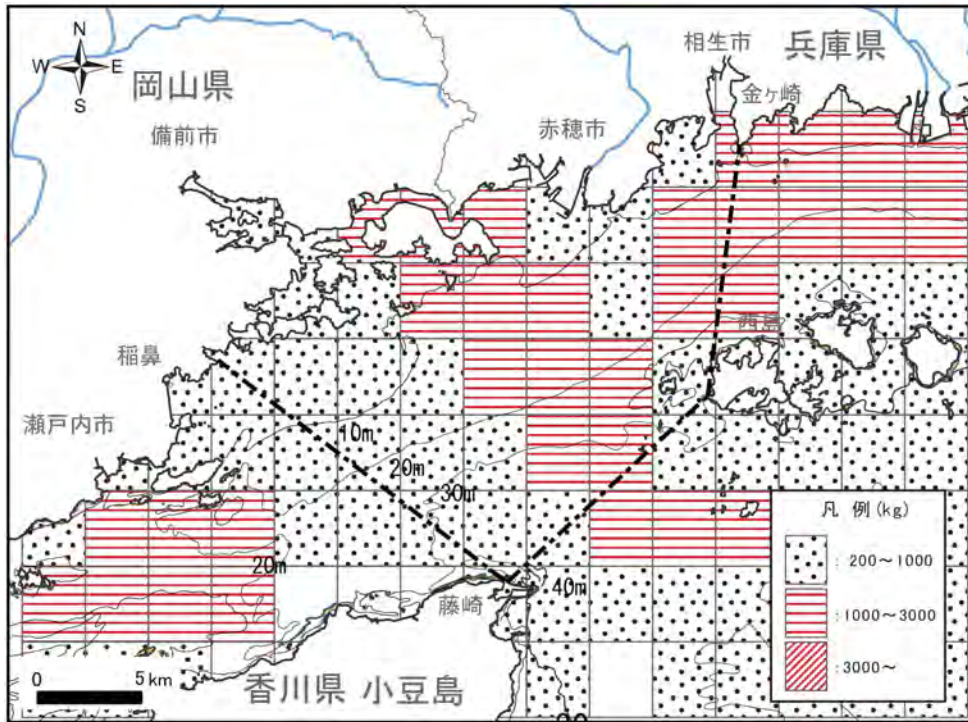 N
W
E
S
岡山県
備前市
赤穂市
相生市
兵庫県
金ヶ崎
西島
稲鼻
瀬戸内市
10m
20m
30m
20m
40m
藤崎
香川県 小豆島
0
5km
凡 例(kg)
: 200～1000
: 1000～3000
: 3000～